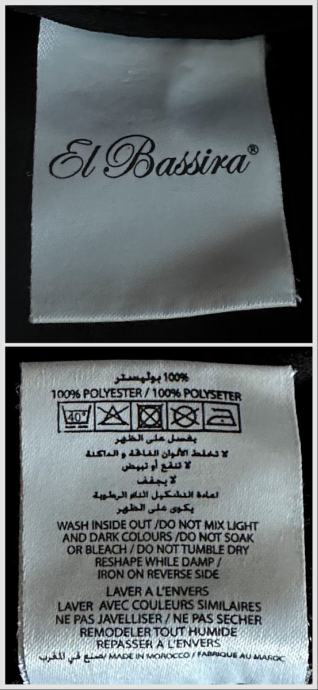 El Bassira®
100% بوليستر
100% POLYESTER / 100% POLYSETER
40°
يغسل على الظهر
لا تخلط الألوان الفاتحة و الداكنة
لا تنقع أو تبيض
لا يجفف
اعادة التشكيل اثناء الرطوبة
يكوى على الظهر
WASH INSIDE OUT /DO NOT MIX LIGHT
AND DARK COLOURS /DO NOT SOAK
OR BLEACH / DO NOT TUMBLE DRY
RESHAPE WHILE DAMP /
IRON ON REVERSE SIDE
LAVER A L'ENVERS
LAVER AVEC COULEURS SIMILAIRES
NE PAS JAVELLISER / NE PAS SECHER
REMODELER TOUT HUMIDE
REPASSER À L'ENVERS
صنع في المغرب/ MADE IN MOROCCO / FABRIQUE AU MAROC